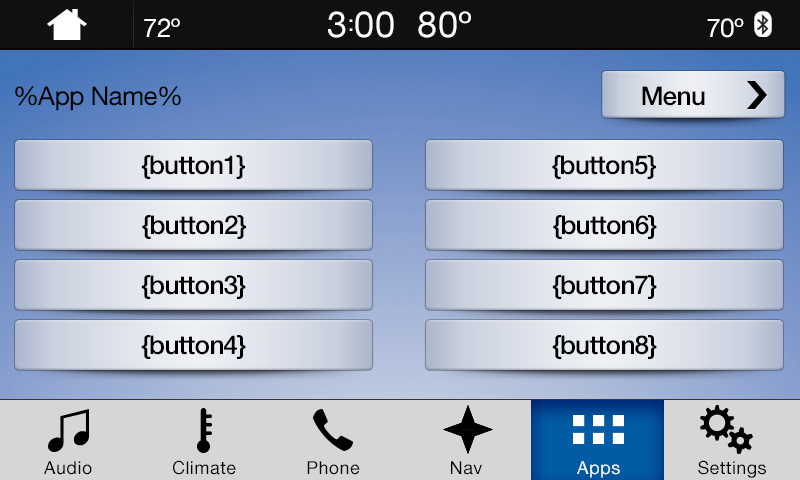 72º 3:00 80º 70º
%App Name% Menu
{button1} {button5}
{button2} {button6}
{button3} {button7}
{button4} {button8}
Audio Climate Phone Nav Apps Settings